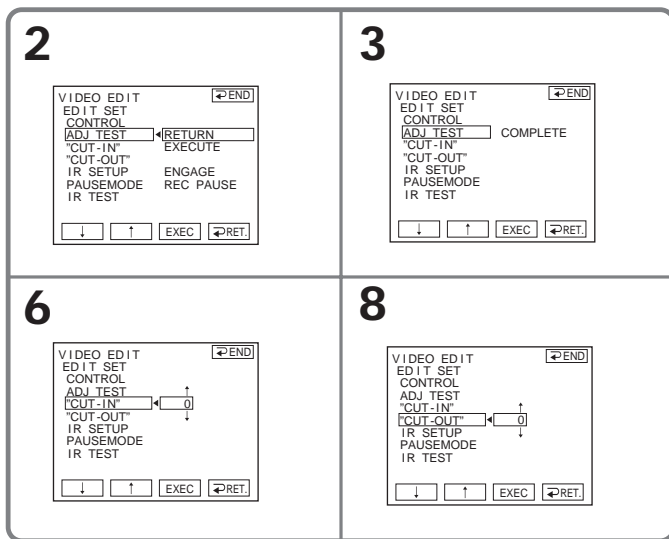 2
VIDEO EDIT ⮌END
EDIT SET
CONTROL
ADJ TEST ◂RETURN
"CUT-IN" EXECUTE
"CUT-OUT"
IR SETUP ENGAGE
PAUSEMODE REC PAUSE
IR TEST
↓ ↑ EXEC ⮌RET.
3
VIDEO EDIT ⮌END
EDIT SET
CONTROL
ADJ TEST COMPLETE
"CUT-IN"
"CUT-OUT"
IR SETUP
PAUSEMODE
IR TEST
↓ ↑ EXEC ⮌RET.
6
VIDEO EDIT ⮌END
EDIT SET
CONTROL
ADJ TEST ↑
"CUT-IN" ◂ 0
"CUT-OUT" ↓
IR SETUP
PAUSEMODE
IR TEST
↓ ↑ EXEC ⮌RET.
8
VIDEO EDIT ⮌END
EDIT SET
CONTROL
ADJ TEST
"CUT-IN" ↑
"CUT-OUT" ◂ 0
IR SETUP ↓
PAUSEMODE
IR TEST
↓ ↑ EXEC ⮌RET.